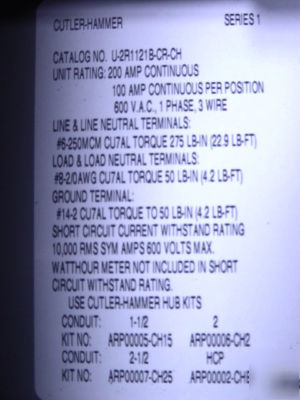 CUTLER-HAMMER SERIES 1
CATALOG NO. U-2R1121B-CR-CH
UNIT RATING: 200 AMP CONTINUOUS
100 AMP CONTINUOUS PER POSITION
600 V.A.C., 1 PHASE, 3 WIRE
LINE & LINE NEUTRAL TERMINALS:
#6-250MCM CU7AL TORQUE 275 LB-IN (22.9 LB-FT)
LOAD & LOAD NEUTRAL TERMINALS:
#8-2/0AWG CU7AL TORQUE 50 LB-IN (4.2 LB-FT)
GROUND TERMINAL:
#14-2 CU7AL TORQUE TO 50 LB-IN (4.2 LB-FT)
SHORT CIRCUIT CURRENT WITHSTAND RATING
10,000 RMS SYM AMPS 600 VOLTS MAX.
WATTHOUR METER NOT INCLUDED IN SHORT
CIRCUIT WITHSTAND RATING.
USE CUTLER-HAMMER HUB KITS
CONDUIT: 1-1/2 2
KIT NO: ARP00005-CH15 ARP00006-CH2
CONDUIT: 2-1/2 HCP
KIT NO: ARP00007-CH25 ARP00002-CH